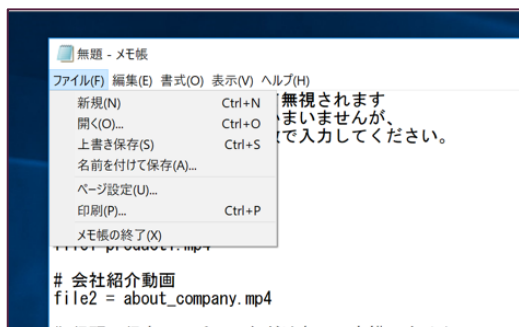 無題 - メモ帳
ファイル(F) 編集(E) 書式(O) 表示(V) ヘルプ(H)
新規(N) Ctrl+N
開く(O)... Ctrl+O
上書き保存(S) Ctrl+S
名前を付けて保存(A)...
ページ設定(U)...
印刷(P)... Ctrl+P
メモ帳の終了(X)
無視されます
いませんが、
で入力してください。
# 会社紹介動画
file2 = about_company.mp4